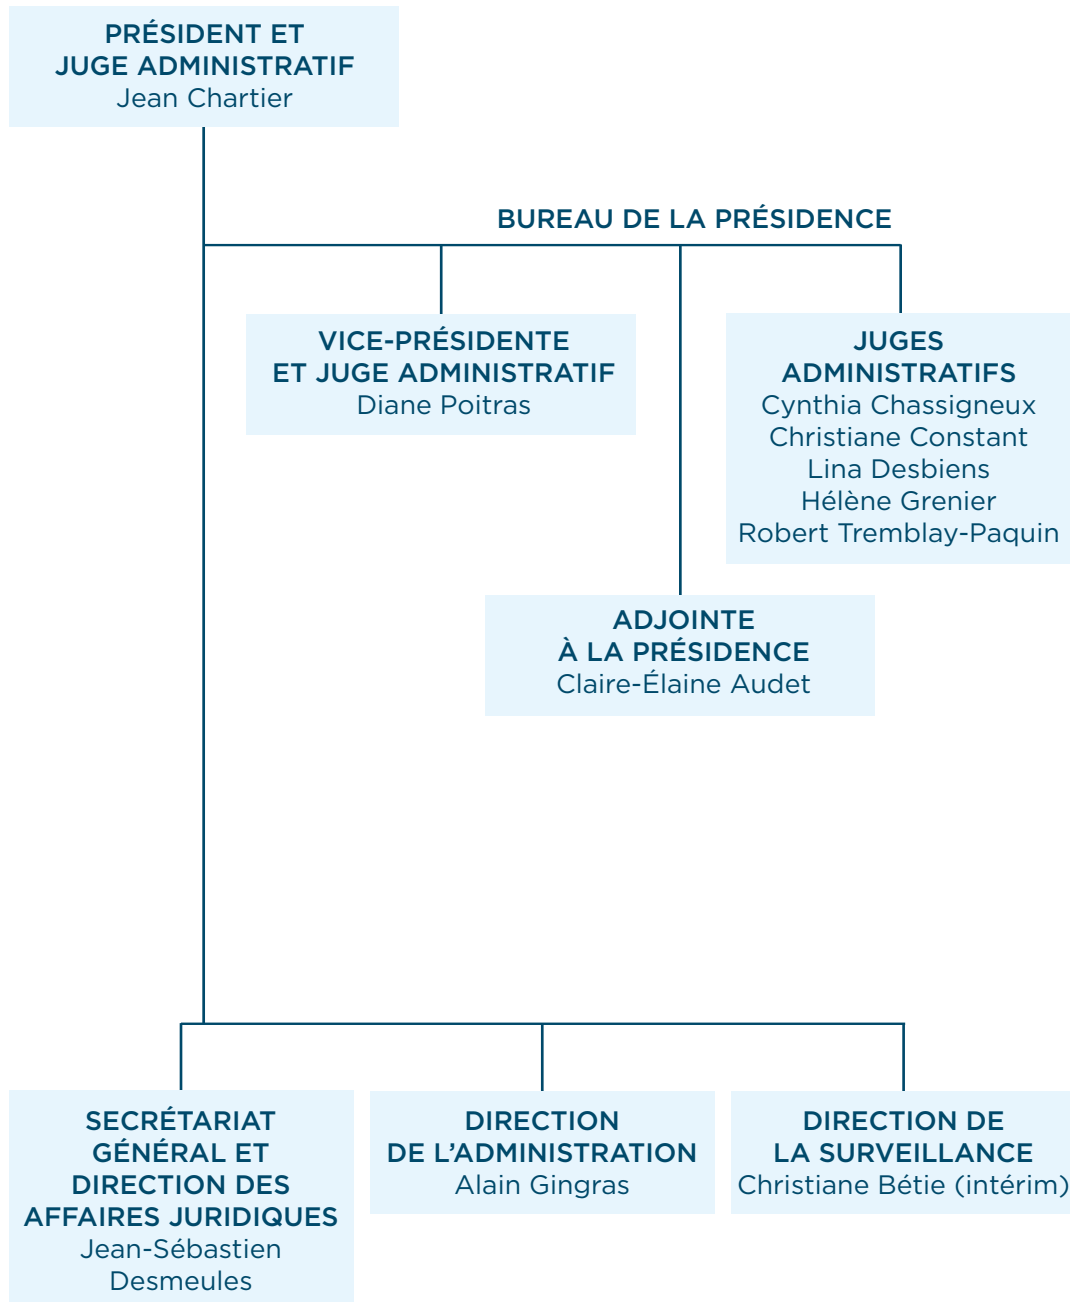 PRÉSIDENT ET
JUGE ADMINISTRATIF
Jean Chartier
BUREAU DE LA PRÉSIDENCE
VICE-PRÉSIDENTE
ET JUGE ADMINISTRATIF
Diane Poitras
JUGES
ADMINISTRATIFS
Cynthia Chassigneux
Christiane Constant
Lina Desbiens
Hélène Grenier
Robert Tremblay-Paquin
ADJOINTE
À LA PRÉSIDENCE
Claire-Élaine Audet
SECRÉTARIAT
GÉNÉRAL ET
DIRECTION DES
AFFAIRES JURIDIQUES
Jean-Sébastien
Desmeules
DIRECTION
DE L’ADMINISTRATION
Alain Gingras
DIRECTION DE
LA SURVEILLANCE
Christiane Bétie (intérim)